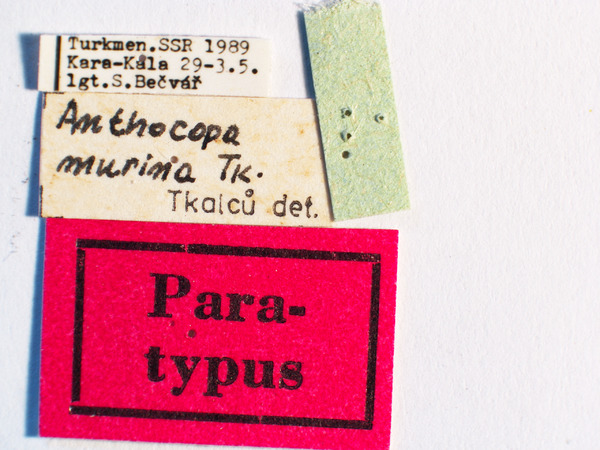 Turkmen.SSR 1989
Kara-Kala 29-3.5.
lgt.S.Bečvář
Anthocopa
murina Tk.
Tkalců det.
Para-
typus